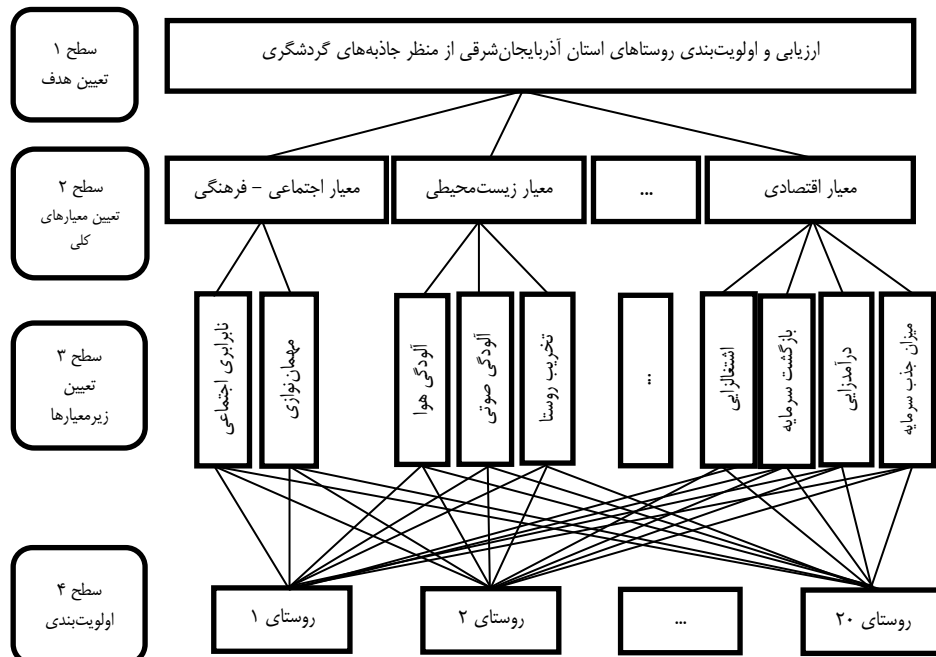 سطح ۱
تعیین هدف
ارزیابی و اولویت‌بندی روستاهای استان آذربایجان‌شرقی از منظر جاذبه‌های گردشگری
سطح ۲
تعیین معیارهای
کلی
معیار اقتصادی
...
معیار زیست‌محیطی
معیار اجتماعی – فرهنگی
سطح ۳
تعیین
زیرمعیارها
میزان جذب سرمایه
درآمدزایی
بازگشت سرمایه
اشتغالزایی
...
تخریب روستا
آلودگی صوتی
آلودگی هوا
مهمان‌نوازی
نابرابری اجتماعی
سطح ۴
اولویت‌بندی
روستای ۱
روستای ۲
...
روستای ۲۰